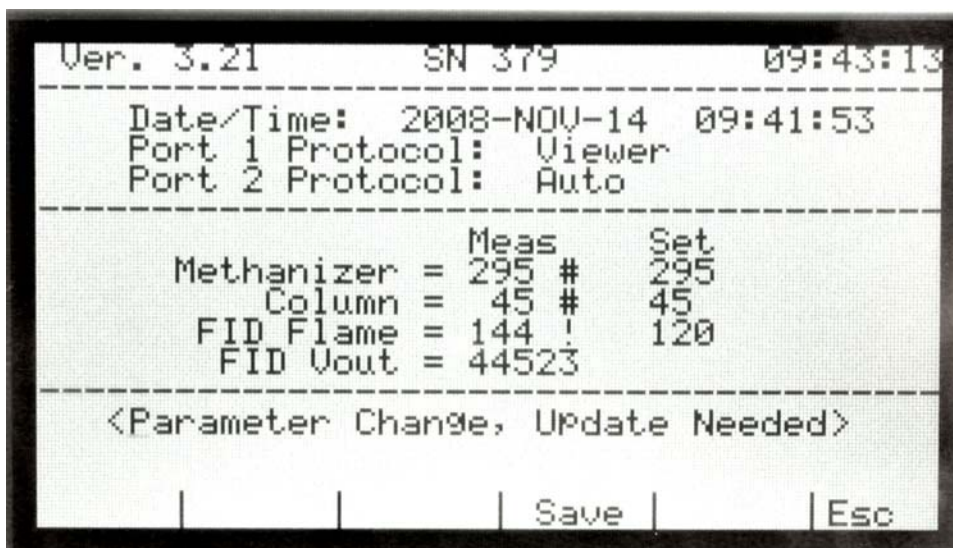 Ver. 3.21 SN 379 09:43:13
Date/Time: 2008-NOV-14 09:41:53
Port 1 Protocol: Viewer
Port 2 Protocol: Auto
Meas Set
Methanizer = 295 # 295
Column = 45 # 45
FID Flame = 144 ! 120
FID Vout = 44523
<Parameter Change, Update Needed>
Save Esc